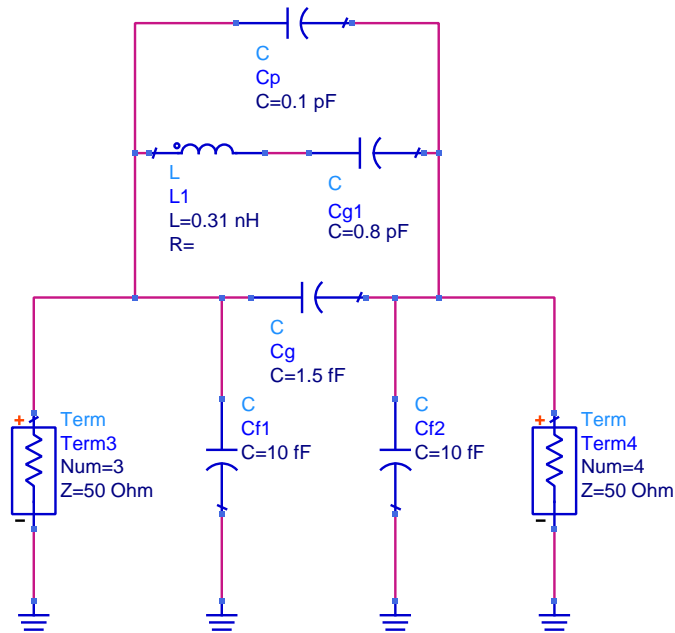 C
Cp
C=0.1 pF
L
L1
L=0.31 nH
R=
C
Cg1
C=0.8 pF
C
Cg
C=1.5 fF
+
Term
Term3
Num=3
Z=50 Ohm
-
C
Cf1
C=10 fF
C
Cf2
C=10 fF
+
Term
Term4
Num=4
Z=50 Ohm
-